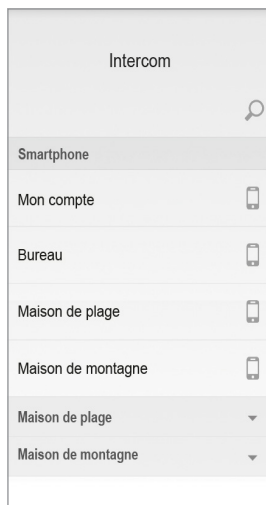 Intercom
Smartphone
Mon compte
Bureau
Maison de plage
Maison de montagne
Maison de plage
Maison de montagne